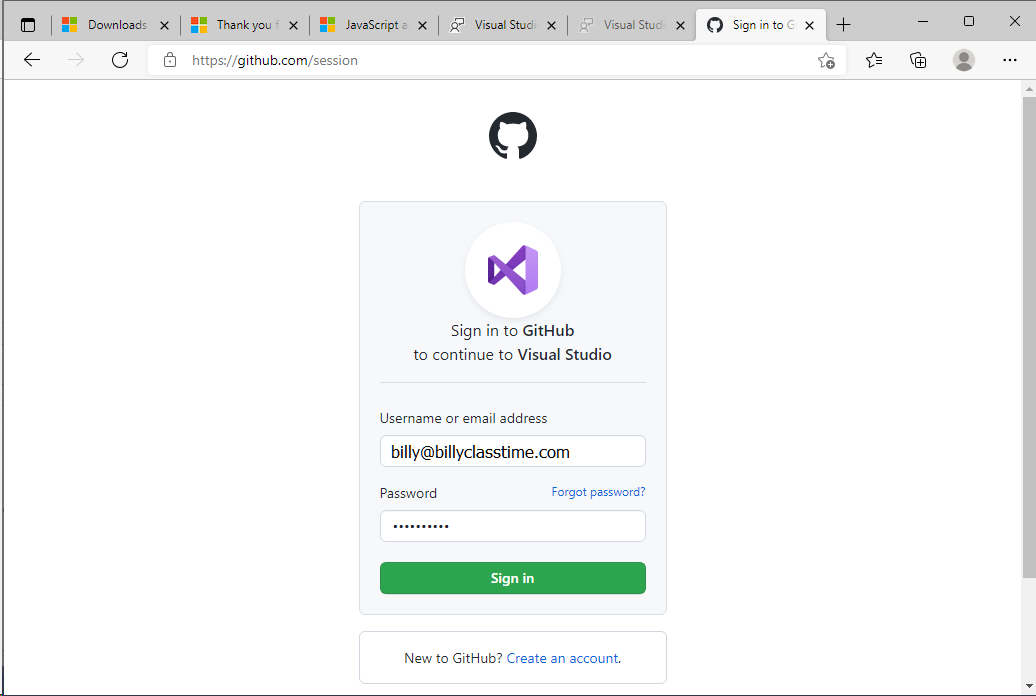 Downloads
Thank you f
JavaScript a
Visual Studi
Visual Studi
Sign in to G
https://github.com/session
Sign in to GitHub
to continue to Visual Studio
Username or email address
billy@billyclasstime.com
Password
Forgot password?
••••••••••
Sign in
New to GitHub? Create an account.